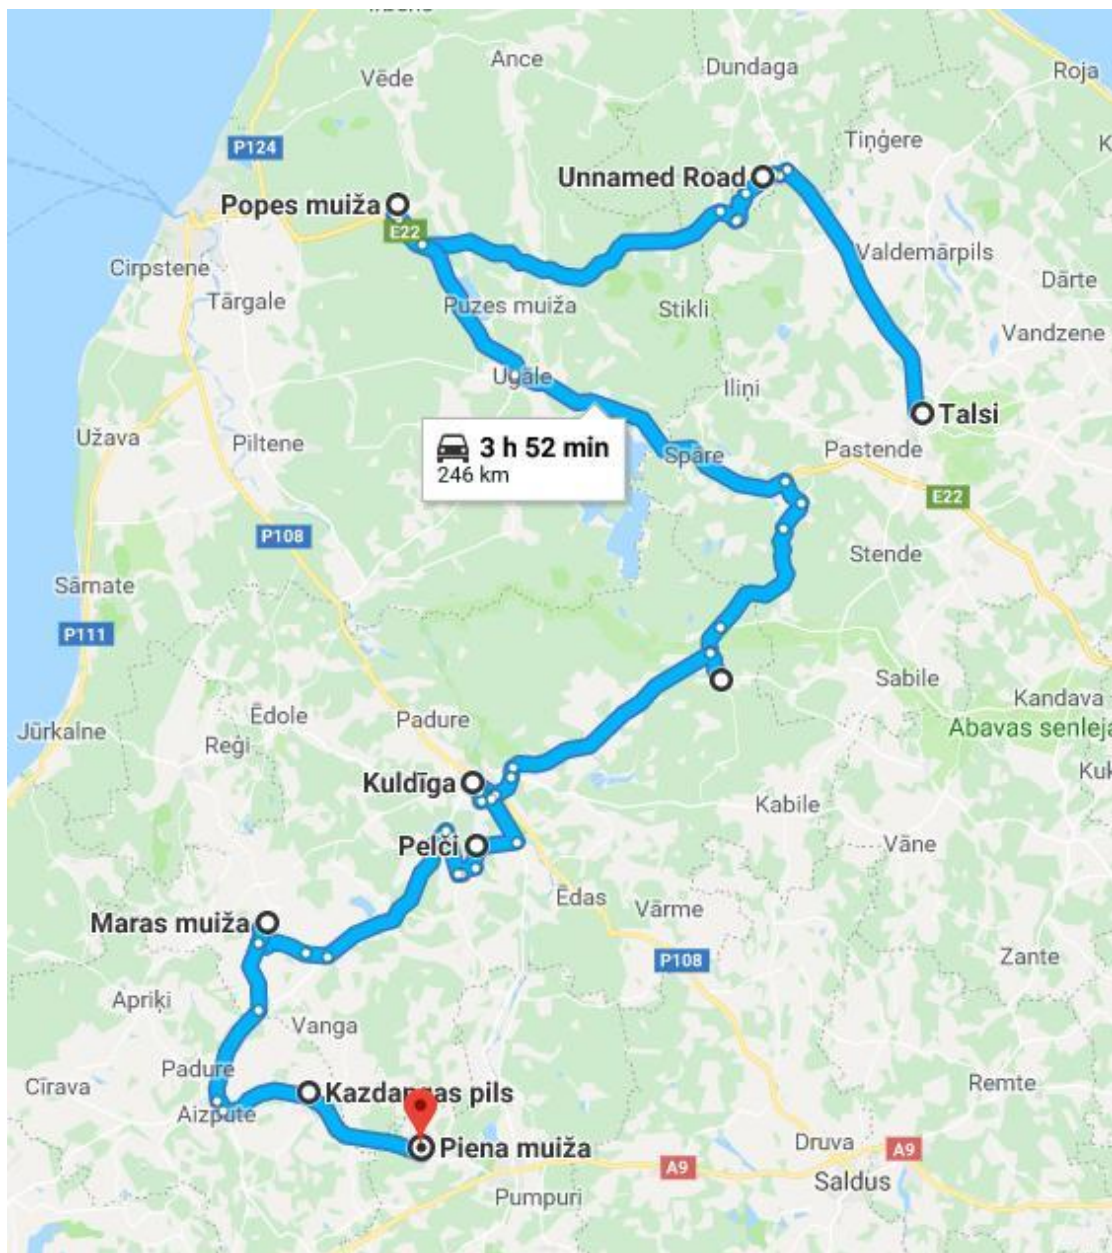 Ance
Vēde
Dundaga
Roja
P124
Tiņģere
Unnamed Road
Popes muiža
E22
Valdemārpils
Cirpstene
Dārte
Tārgale
Puzes muiža
Stikli
Vandzene
Ugāle
Iliņi
Talsi
Užava
Piltene
3 h 52 min
246 km
Spāre
Pastende
E22
P108
Stende
Sārnate
P111
Sabile
Kandava
Ēdole
Padure
Jūrkalne
Reģi
Abavas senleja
Kuldīga
Kabile
Pelči
Vāne
Ēdas
Vārme
Maras muiža
P108
Zante
Apriķi
Vanga
Padure
Cīrava
Kazdangas pils
Remte
Aizpute
Piena muiža
Druva
A9
A9
Saldus
Pumpuri